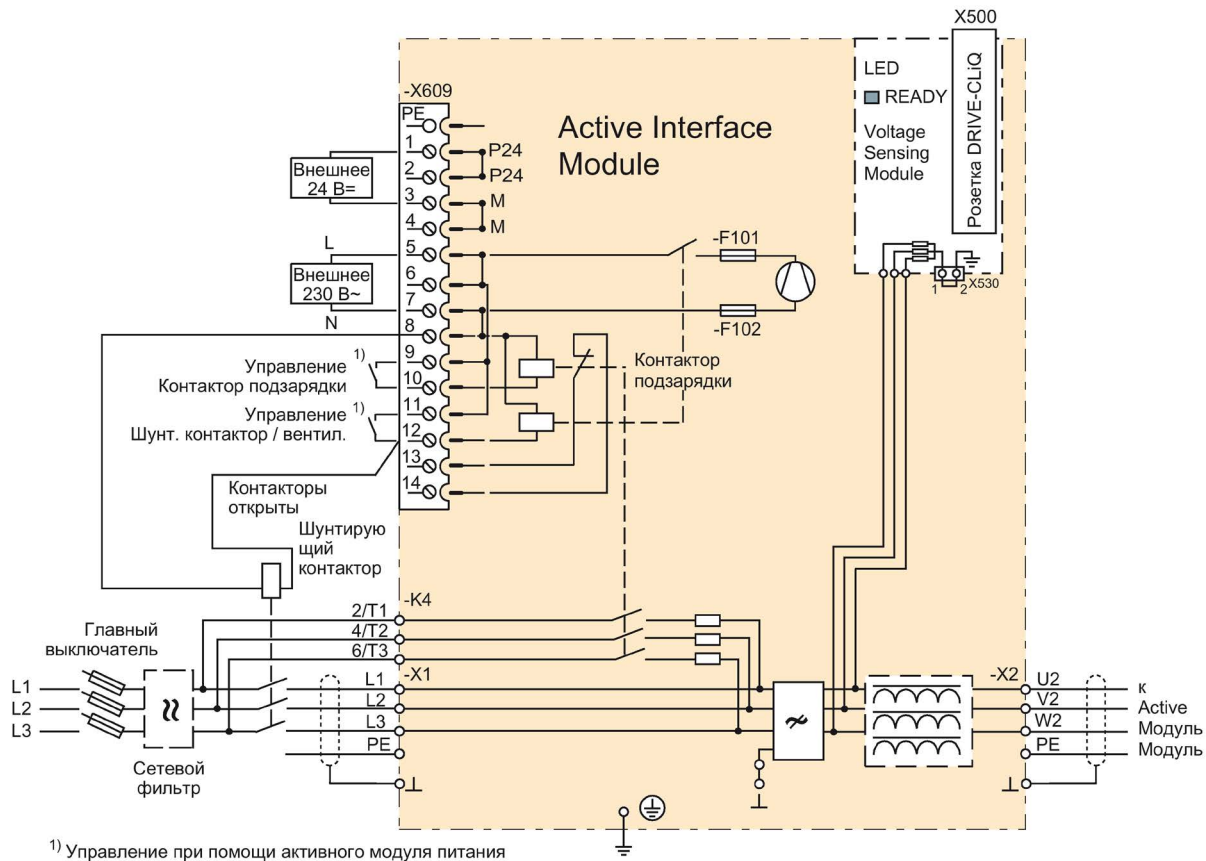 X500
LED
READY
Voltage
Sensing
Module
Розетка DRIVE-CLiQ
-X609
PE
Active Interface
Module
1
P24
Внешнее
24 В=
2
P24
3
M
4
M
L
5
-F101
Внешнее
230 В~
6
7
N
8
-F102
1
2
X530
Управление 1)
Контактор подзарядки
9
10
Контактор
подзарядки
Управление 1)
Шунт. контактор / вентил.
11
12
13
14
Контакторы
открыты
Шунтирую
щий
контактор
-K4
2/T1
4/T2
6/T3
Главный
выключатель
-X1
-X2
L1
L1
U2
к
L2
L2
V2
Active
L3
L3
W2
Модуль
PE
PE
Модуль
Сетевой
фильтр
1) Управление при помощи активного модуля питания